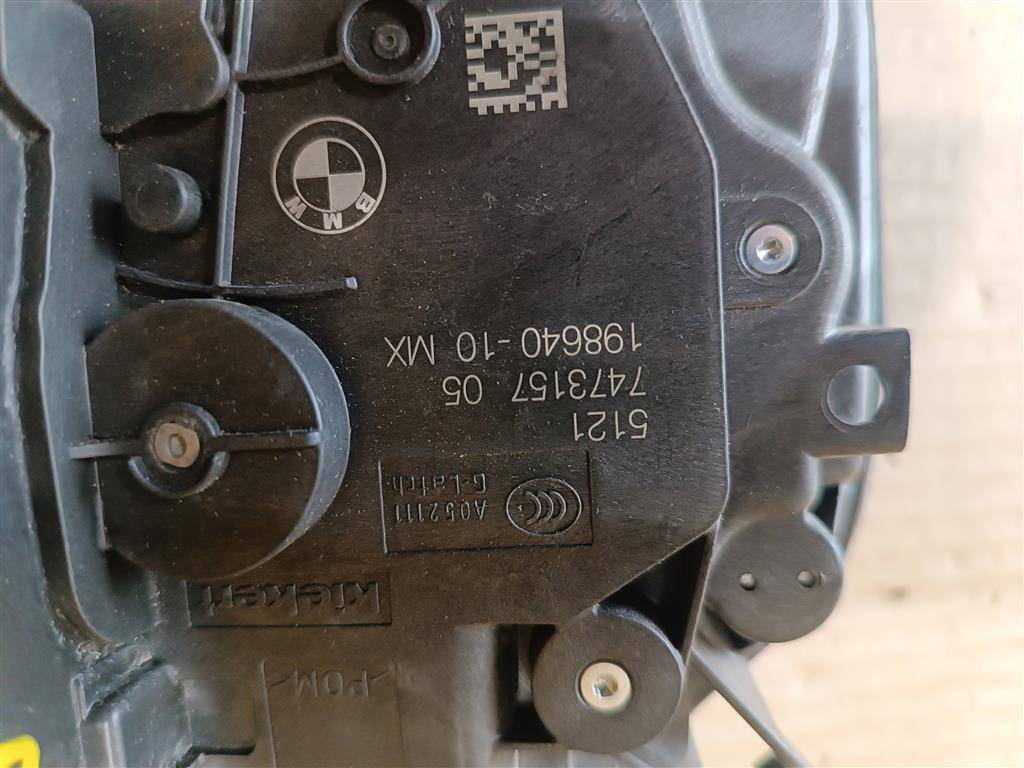 BMW
5121
7473157 05
198640-10 MX
A052111
G-Latch
kiekert
>POM<